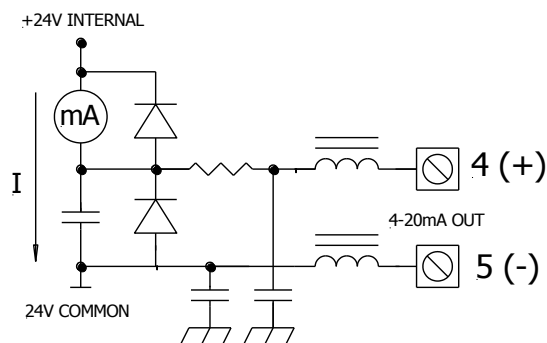 +24V INTERNAL
mA
I
4 (+)
4-20mA OUT
5 (-)
24V COMMON